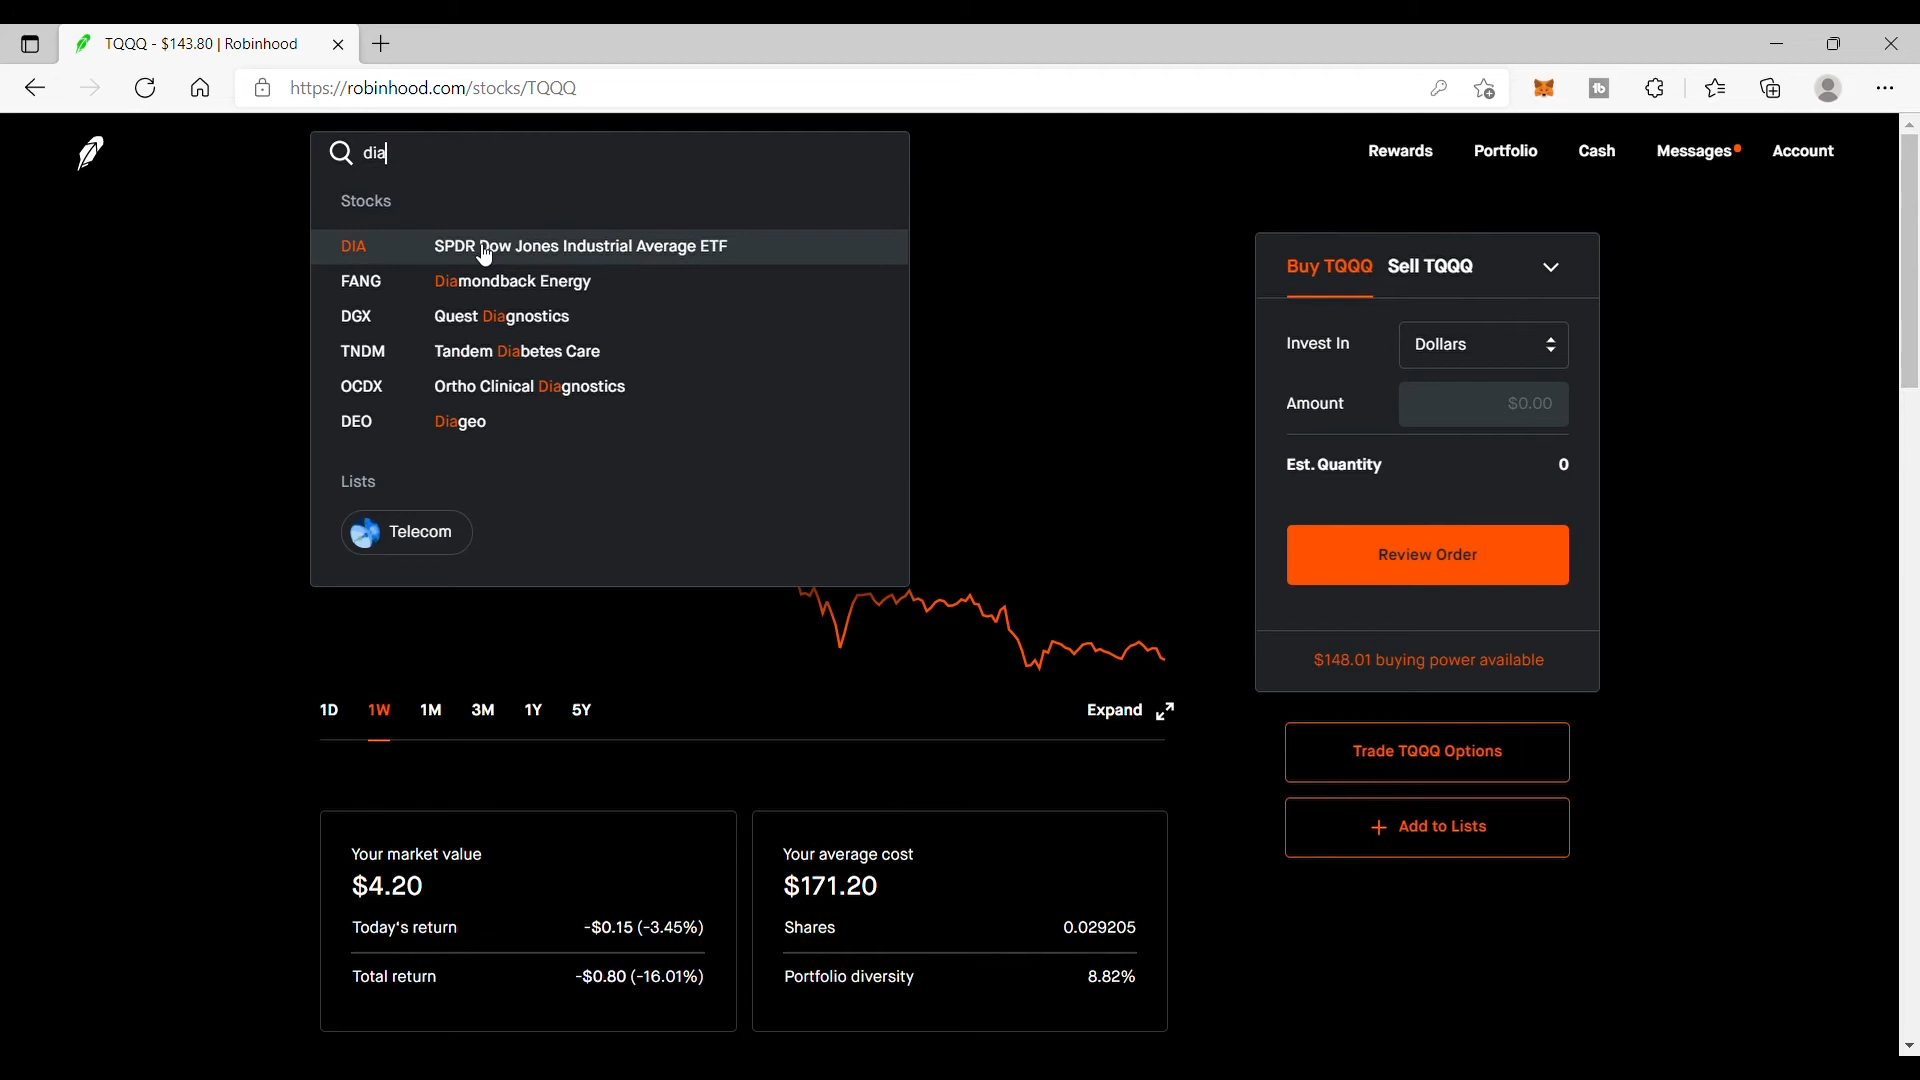 TQQQ - $143.80 | Robinhood
https://robinhood.com/stocks/TQQQ
dia
Rewards Portfolio Cash Messages Account
Stocks
DIA SPDR Dow Jones Industrial Average ETF
FANG Diamondback Energy
DGX Quest Diagnostics
TNDM Tandem Diabetes Care
OCDX Ortho Clinical Diagnostics
DEO Diageo
Lists
Telecom
Buy TQQQ Sell TQQQ
Invest In Dollars
Amount $0.00
Est. Quantity 0
Review Order
$148.01 buying power available
1D 1W 1M 3M 1Y 5Y Expand
Trade TQQQ Options
+ Add to Lists
Your market value
$4.20
Today's return -$0.15 (-3.45%)
Total return -$0.80 (-16.01%)
Your average cost
$171.20
Shares 0.029205
Portfolio diversity 8.82%